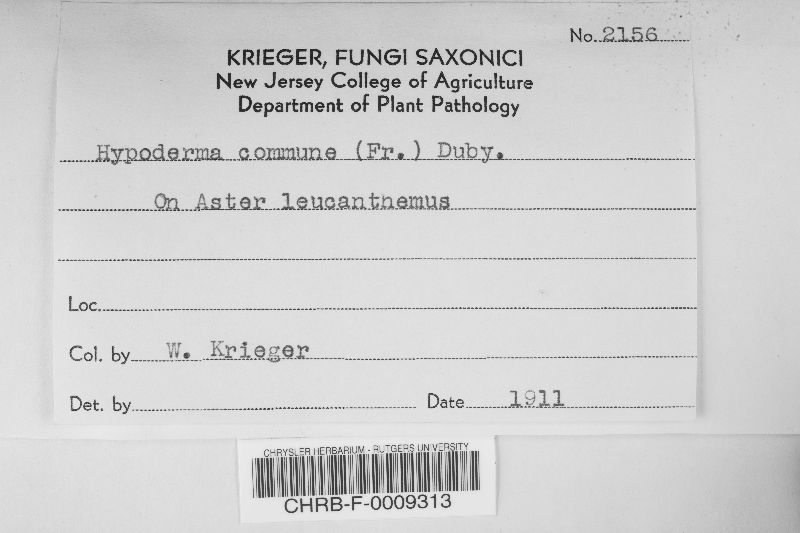 No. 2156
KRIEGER, FUNGI SAXONICI
New Jersey College of Agriculture
Department of Plant Pathology
Hypoderma commune (Fr.) Duby.
On Aster leucanthemus
Loc.
Col. by W. Krieger
Det. by Date 1911
CHRYSLER HERBARIUM - RUTGERS UNIVERSITY
CHRB-F-0009313